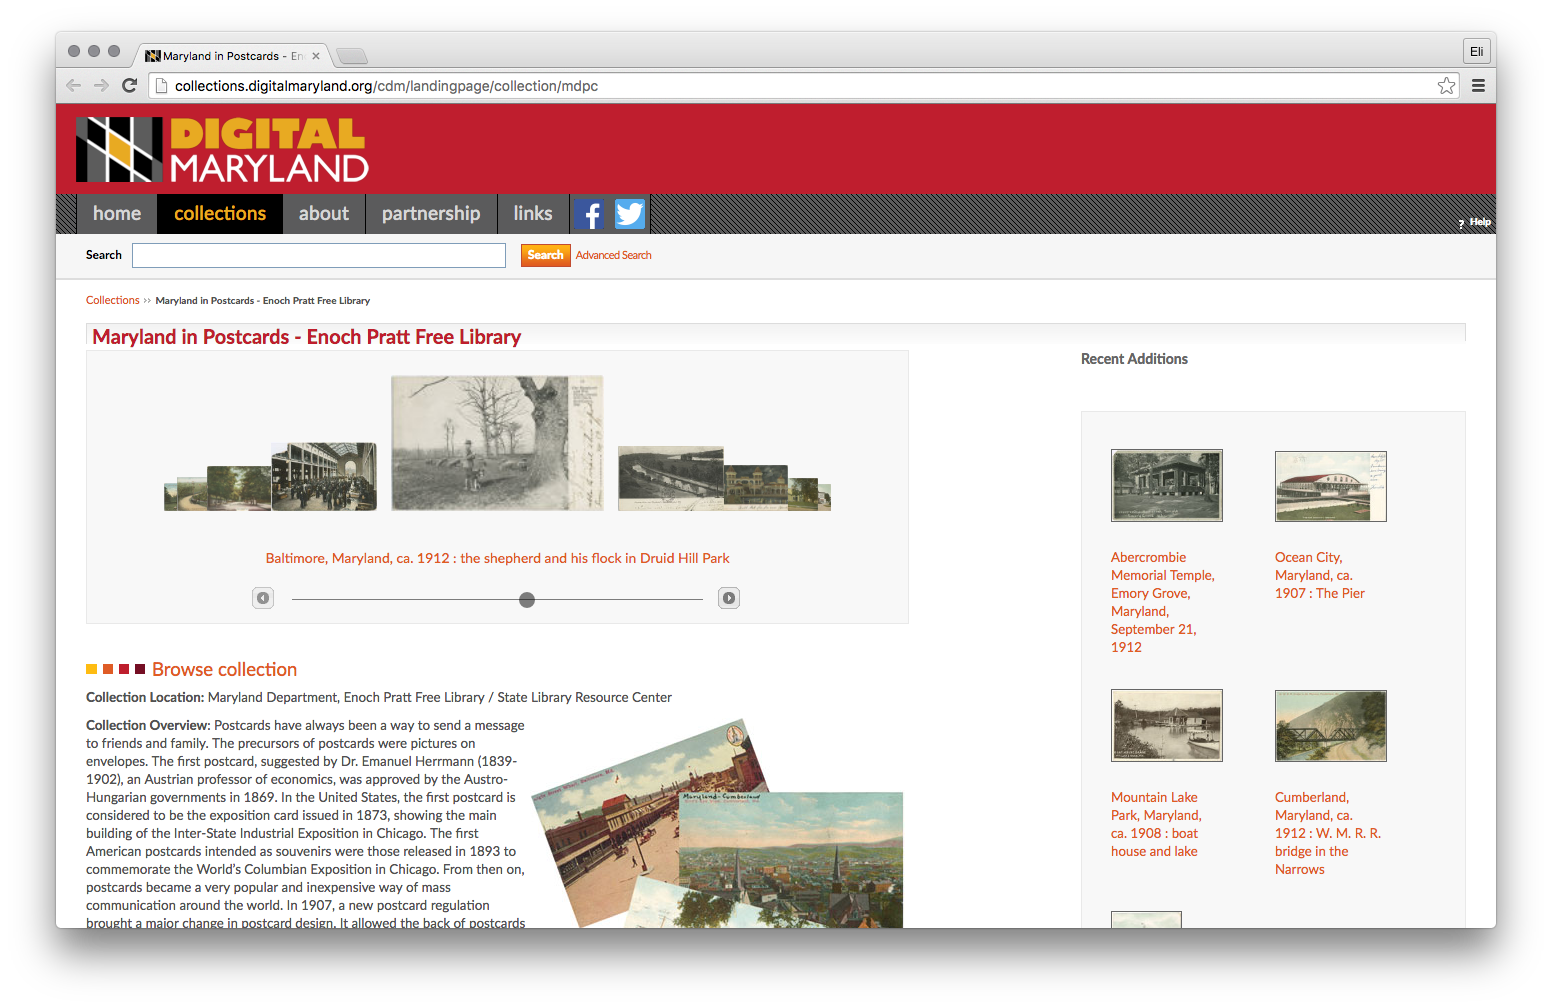 Maryland in Postcards - En
Eli
collections.digitalmaryland.org/cdm/landingpage/collection/mdpc
DIGITAL
MARYLAND
home
collections
about
partnership
links
? Help
Search
Search
Advanced Search
Collections ›› Maryland in Postcards - Enoch Pratt Free Library
Maryland in Postcards - Enoch Pratt Free Library
Baltimore, Maryland, ca. 1912 : the shepherd and his flock in Druid Hill Park
Browse collection
Collection Location: Maryland Department, Enoch Pratt Free Library / State Library Resource Center
Collection Overview: Postcards have always been a way to send a message
to friends and family. The precursors of postcards were pictures on
envelopes. The first postcard, suggested by Dr. Emanuel Herrmann (1839-
1902), an Austrian professor of economics, was approved by the Austro-
Hungarian governments in 1869. In the United States, the first postcard is
considered to be the exposition card issued in 1873, showing the main
building of the Inter-State Industrial Exposition in Chicago. The first
American postcards intended as souvenirs were those released in 1893 to
commemorate the World's Columbian Exposition in Chicago. From then on,
postcards became a very popular and inexpensive way of mass
communication around the world. In 1907, a new postcard regulation
brought a major change in postcard design. It allowed the back of postcards
Maryland-Cumberland
Recent Additions
Abercrombie
Memorial Temple,
Emory Grove,
Maryland,
September 21,
1912
Ocean City,
Maryland, ca.
1907 : The Pier
Mountain Lake
Park, Maryland,
ca. 1908 : boat
house and lake
Cumberland,
Maryland, ca.
1912 : W. M. R. R.
bridge in the
Narrows